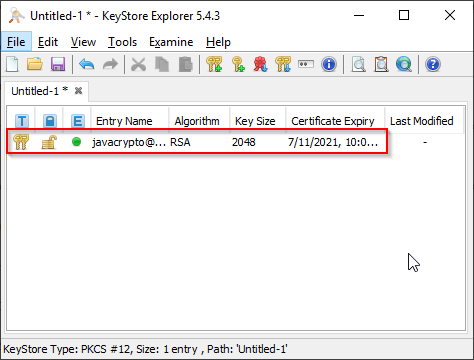 Untitled-1 * - KeyStore Explorer 5.4.3
File Edit View Tools Examine Help
Untitled-1 *
T E Entry Name Algorithm Key Size Certificate Expiry Last Modified
javacrypto@... RSA 2048 7/11/2021, 10:0... -
KeyStore Type: PKCS #12, Size: 1 entry , Path: 'Untitled-1'